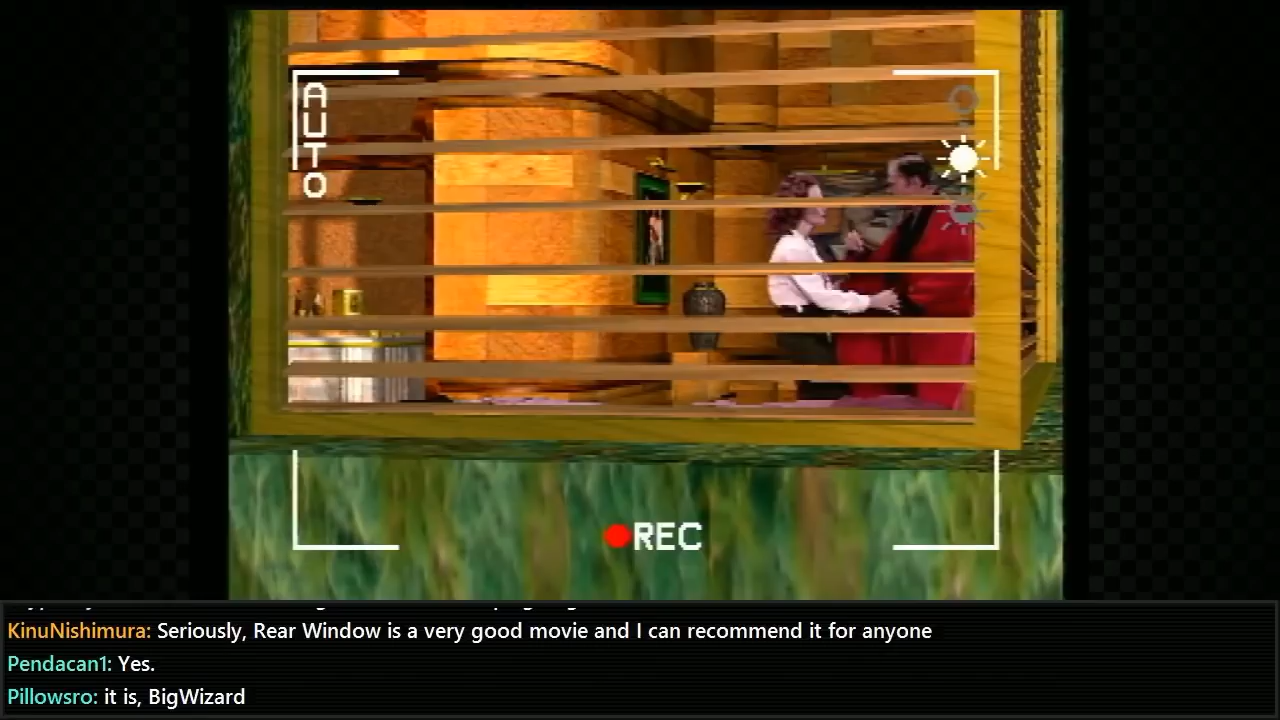 AUTO
REC
KinuNishimura: Seriously, Rear Window is a very good movie and I can recommend it for anyone
Pendacan1: Yes.
Pillowsro: it is, BigWizard